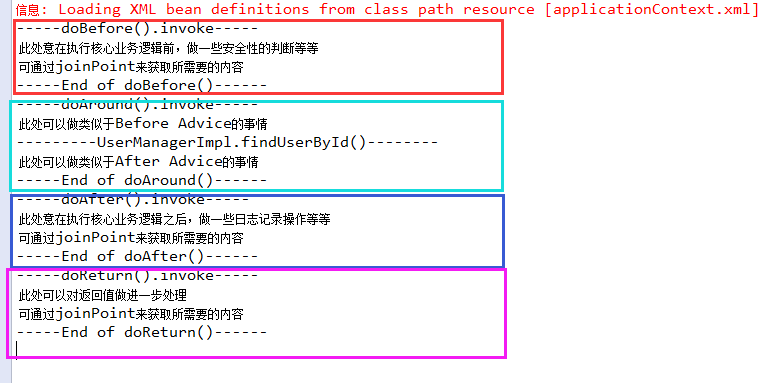 信息: Loading XML bean definitions from class path resource [applicationContext.xml]
-----doBefore().invoke-----
此处意在执行核心业务逻辑前，做一些安全性的判断等等
可通过joinPoint来获取所需要的内容
-----End of doBefore()------
-----doAround().invoke-----
此处可以做类似于Before Advice的事情
---------UserManagerImpl.findUserById()--------
此处可以做类似于After Advice的事情
-----End of doAround()------
-----doAfter().invoke-----
此处意在执行核心业务逻辑之后，做一些日志记录操作等等
可通过joinPoint来获取所需要的内容
-----End of doAfter()------
-----doReturn().invoke-----
此处可以对返回值做进一步处理
可通过joinPoint来获取所需要的内容
-----End of doReturn()------